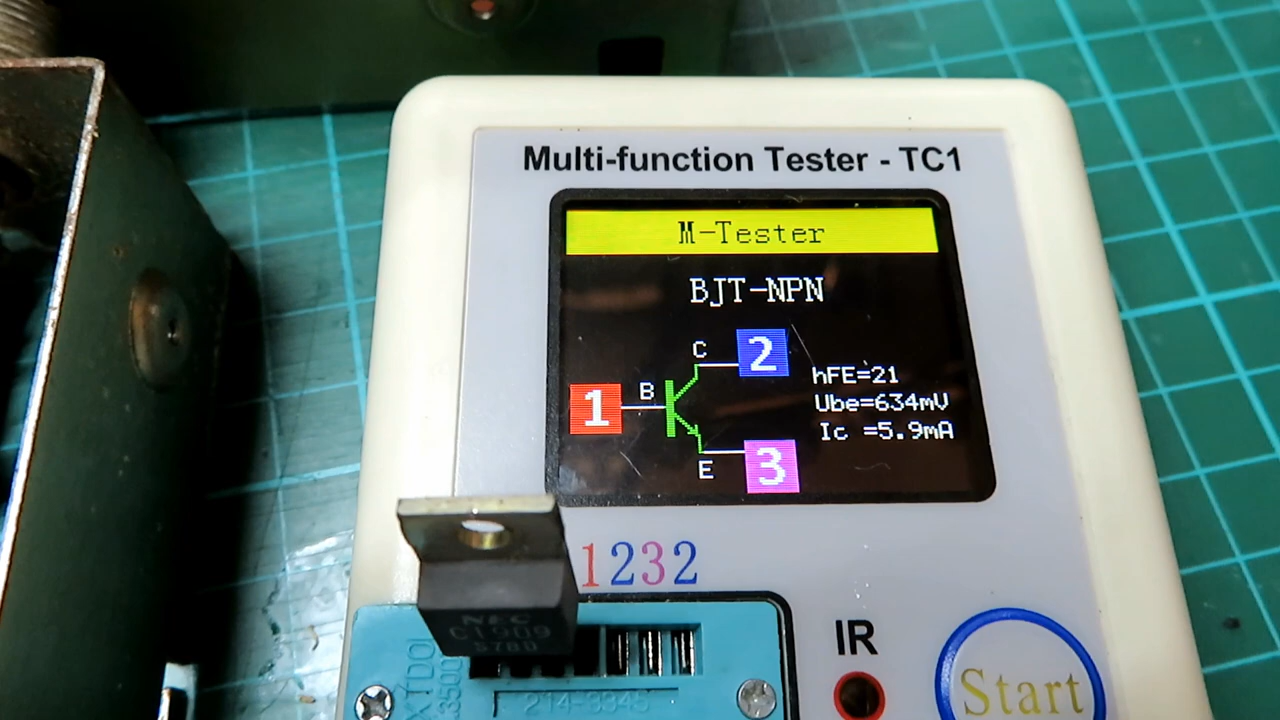 Multi-function Tester - TC1
M-Tester
BJT-NPN
C
2
hFE=21
B
1
Ube=634mV
Ic =5.9mA
E
3
1232
NEC
C1909
IR
Start